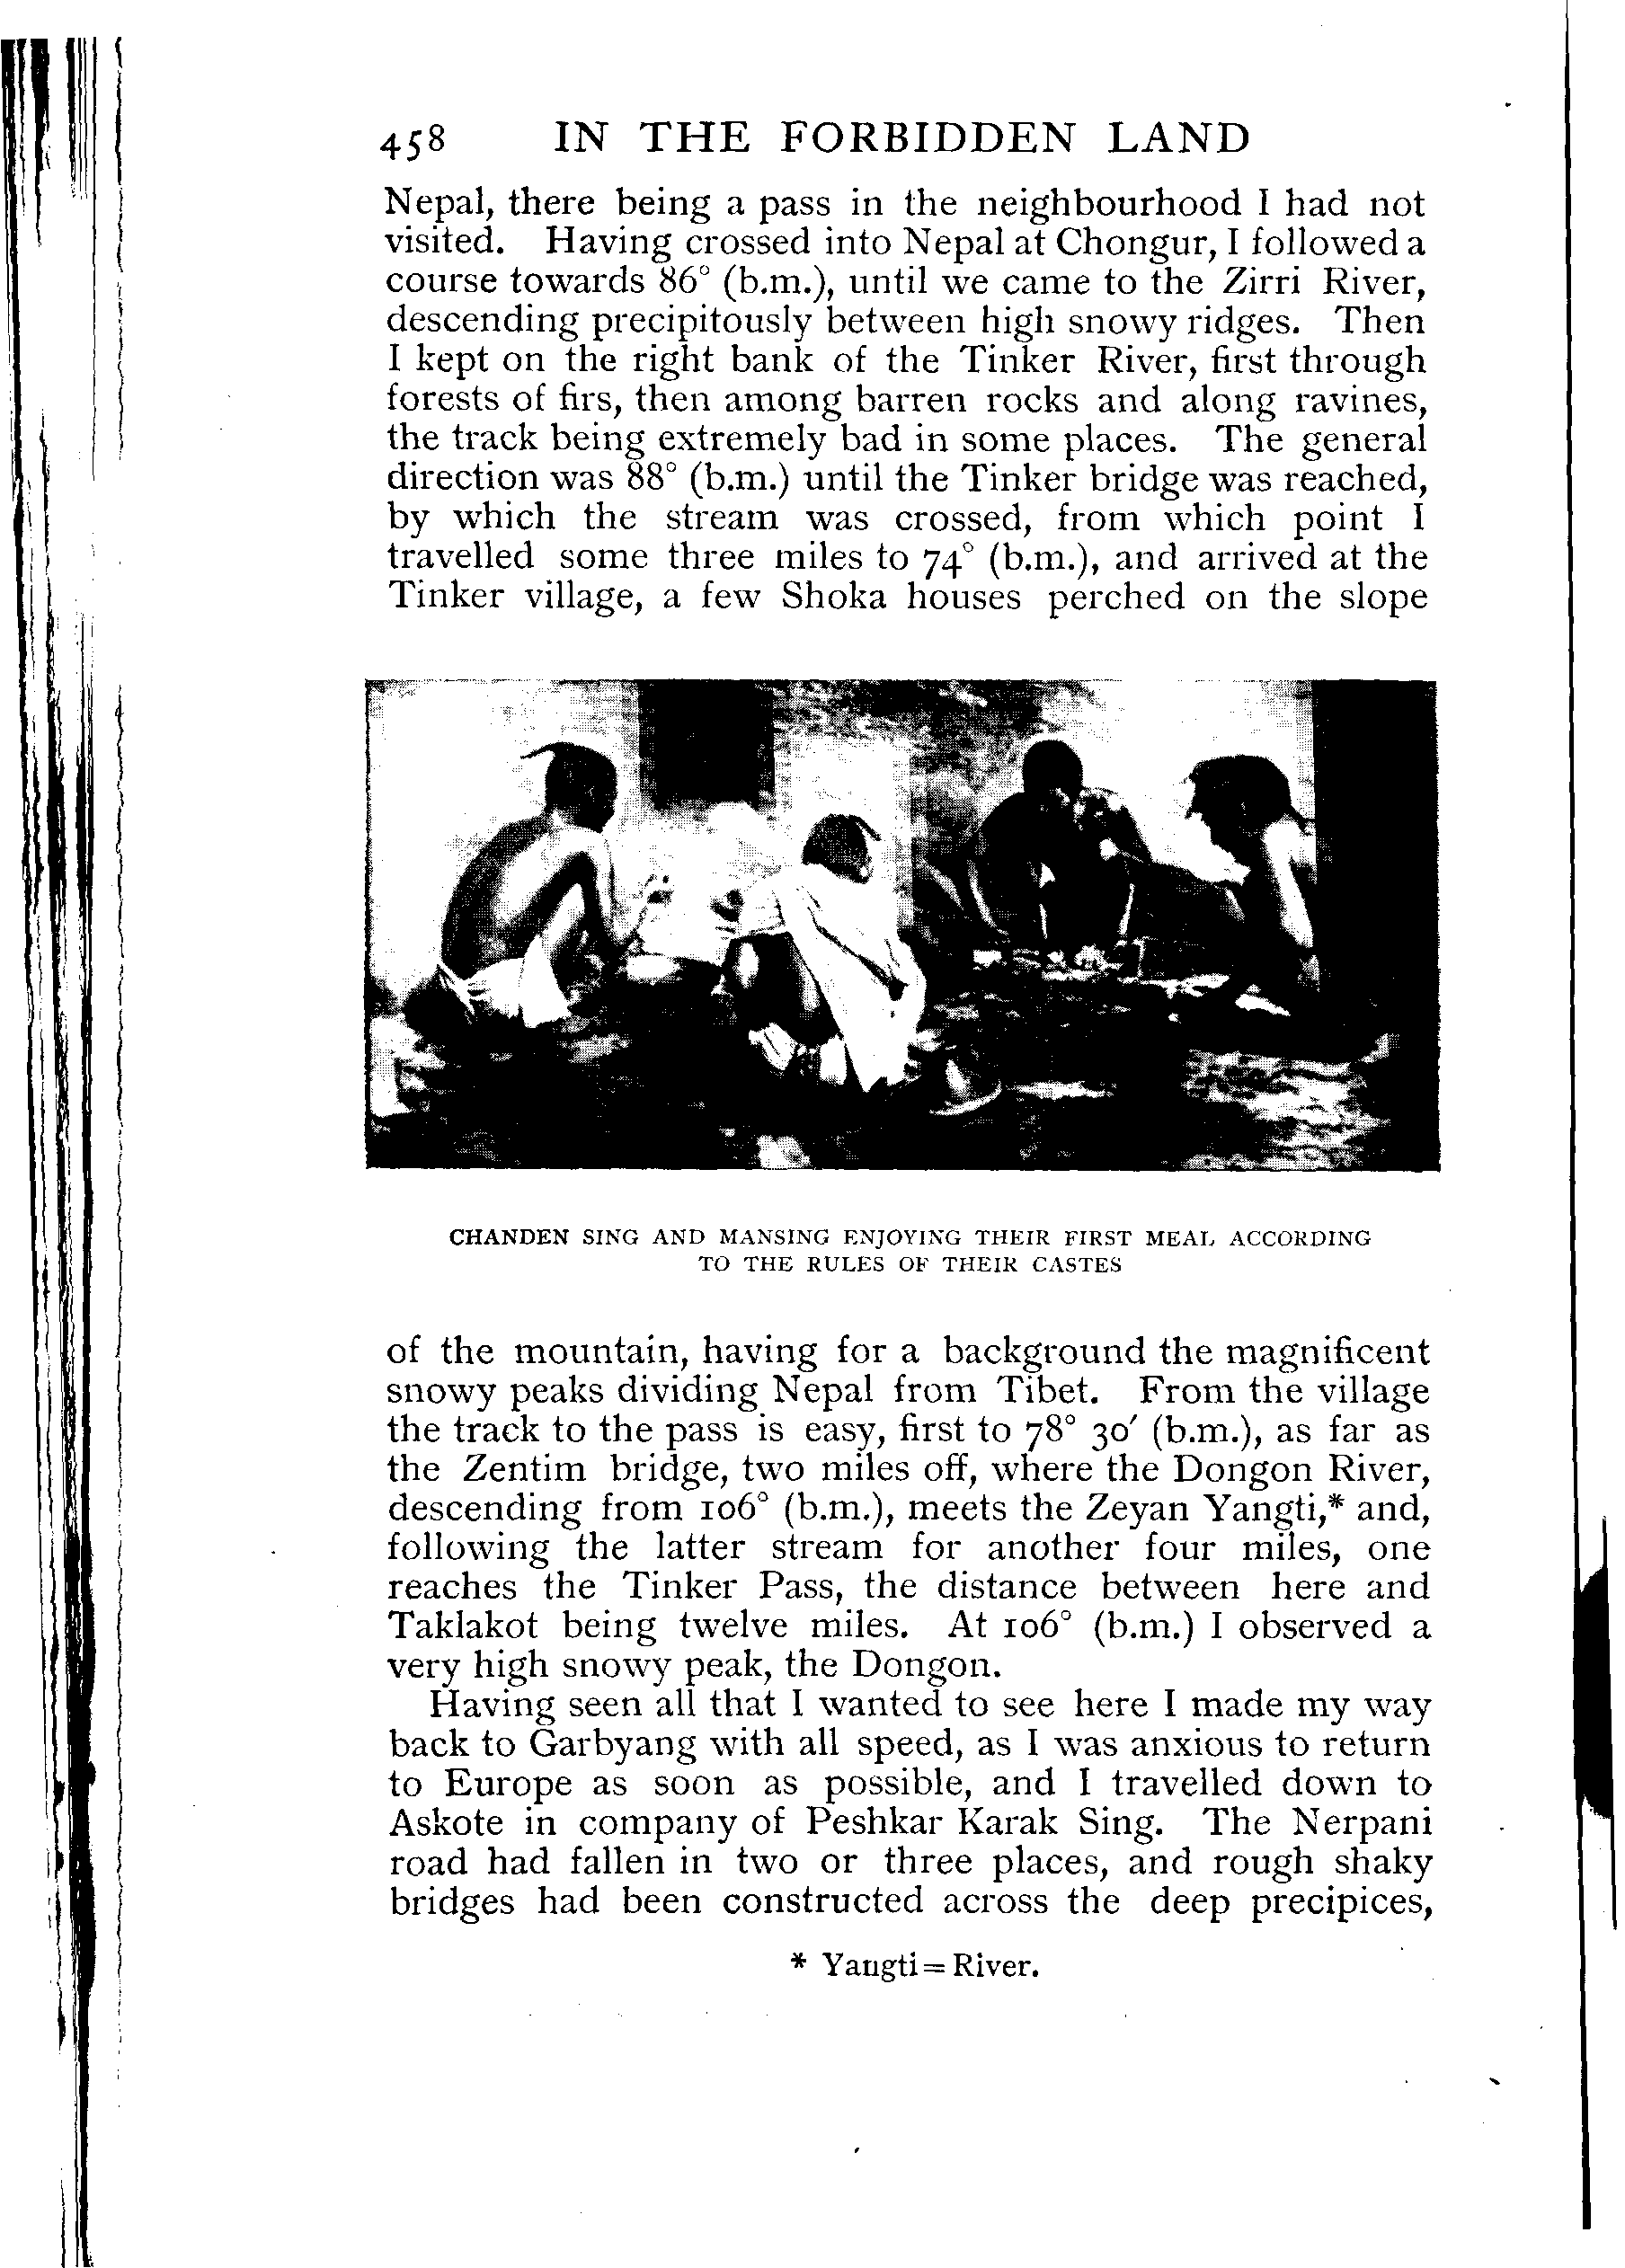 458 IN THE FORBIDDEN LAND
Nepal, there being a pass in the neighbourhood I had not
visited. Having crossed into Nepal at Chongur, I followed a
course towards 86° (b.m.), until we came to the Zirri River,
descending precipitously between high snowy ridges. Then
I kept on the right bank of the Tinker River, first through
forests of firs, then among barren rocks and along ravines,
the track being extremely bad in some places. The general
direction was 88° (b.m.) until the Tinker bridge was reached,
by which the stream was crossed, from which point I
travelled some three miles to 74° (b.m.), and arrived at the
Tinker village, a few Shoka houses perched on the slope
CHANDEN SING AND MANSING ENJOYING THEIR FIRST MEAL ACCORDING
TO THE RULES OF THEIR CASTES
of the mountain, having for a background the magnificent
snowy peaks dividing Nepal from Tibet. From the village
the track to the pass is easy, first to 78° 30′ (b.m.), as far as
the Zentim bridge, two miles off, where the Dongon River,
descending from 106° (b.m.), meets the Zeyan Yangti,* and,
following the latter stream for another four miles, one
reaches the Tinker Pass, the distance between here and
Taklakot being twelve miles. At 106° (b.m.) I observed a
very high snowy peak, the Dongon.
Having seen all that I wanted to see here I made my way
back to Garbyang with all speed, as I was anxious to return
to Europe as soon as possible, and I travelled down to
Askote in company of Peshkar Karak Sing. The Nerpani
road had fallen in two or three places, and rough shaky
bridges had been constructed across the deep precipices,
* Yangti = River.